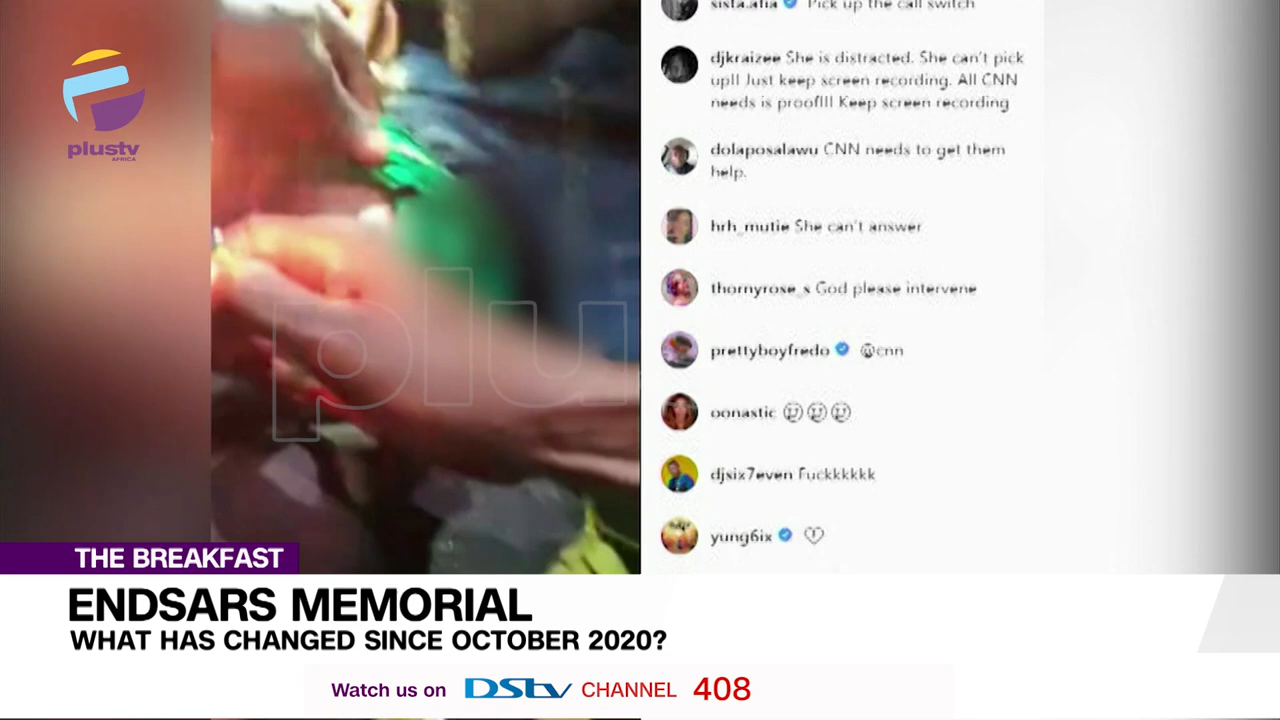 plustv
AFRICA
sista.afia Pick up the call switch
djkraizee She is distracted. She can't pick
up!! Just keep screen recording. All CNN
needs is proof!!! Keep screen recording
dolaposalawu CNN needs to get them
help.
hrh_mutie She can't answer
thornyrose_s God please intervene
prettyboyfredo @cnn
oonastic
djsix7even Fuckkkkkk
yung6ix
plu
THE BREAKFAST
ENDSARS MEMORIAL
WHAT HAS CHANGED SINCE OCTOBER 2020?
Watch us on DStv CHANNEL 408